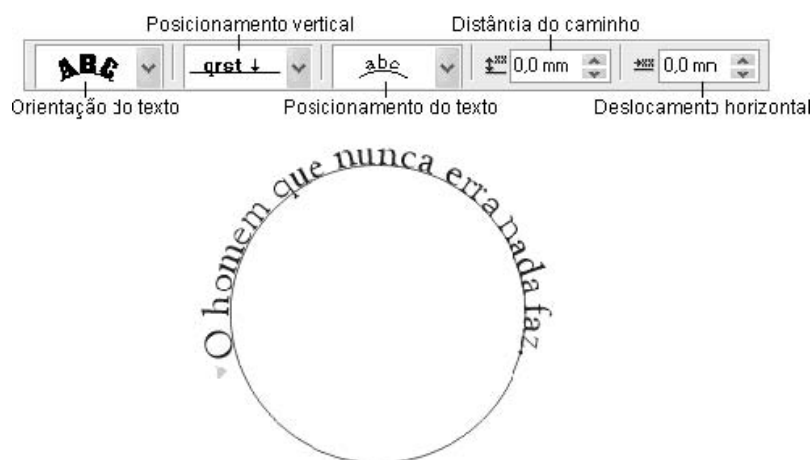 Posicionamento vertical
Distância do caminho
ABC
qrst
abc
0,0 mm
0,0 mm
Orientação do texto
Posicionamento do texto
Deslocamento horizontal
O homem que nunca erra nada faz.